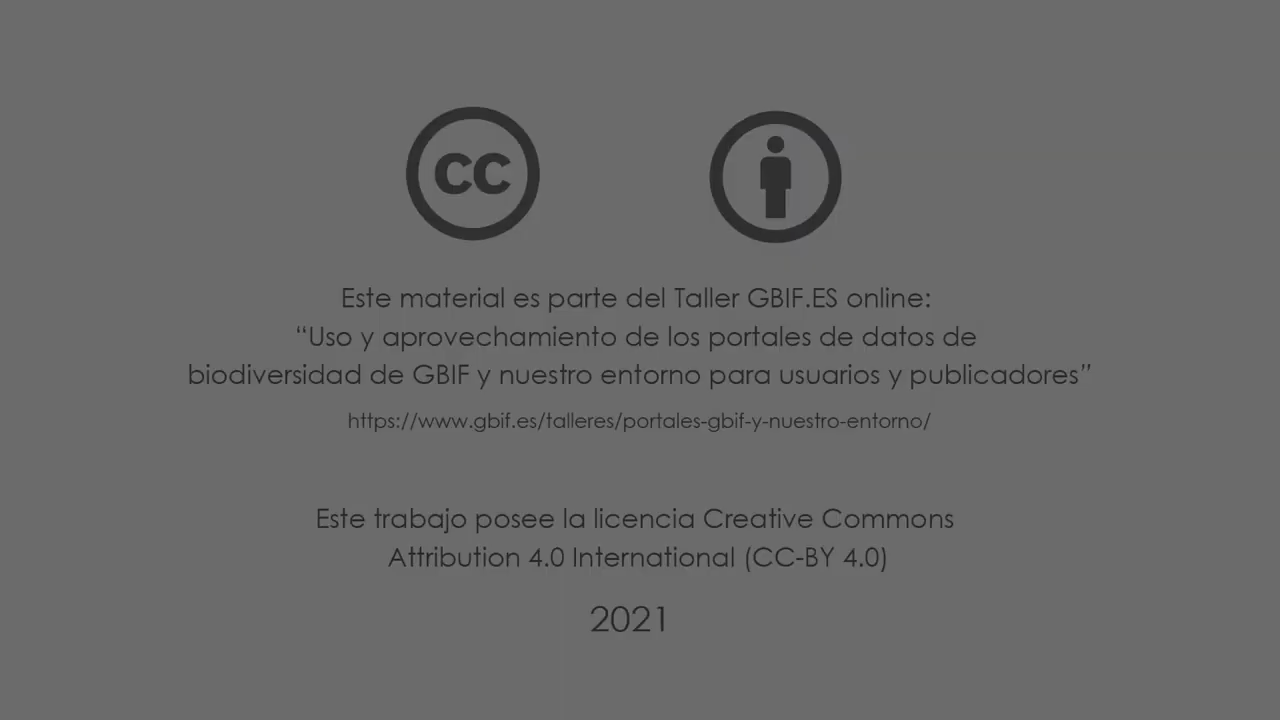 CC
Este material es parte del Taller GBIF.ES online:
“Uso y aprovechamiento de los portales de datos de
biodiversidad de GBIF y nuestro entorno para usuarios y publicadores”
https://www.gbif.es/talleres/portales-gbif-y-nuestro-entorno/
Este trabajo posee la licencia Creative Commons
Attribution 4.0 International (CC-BY 4.0)
2021